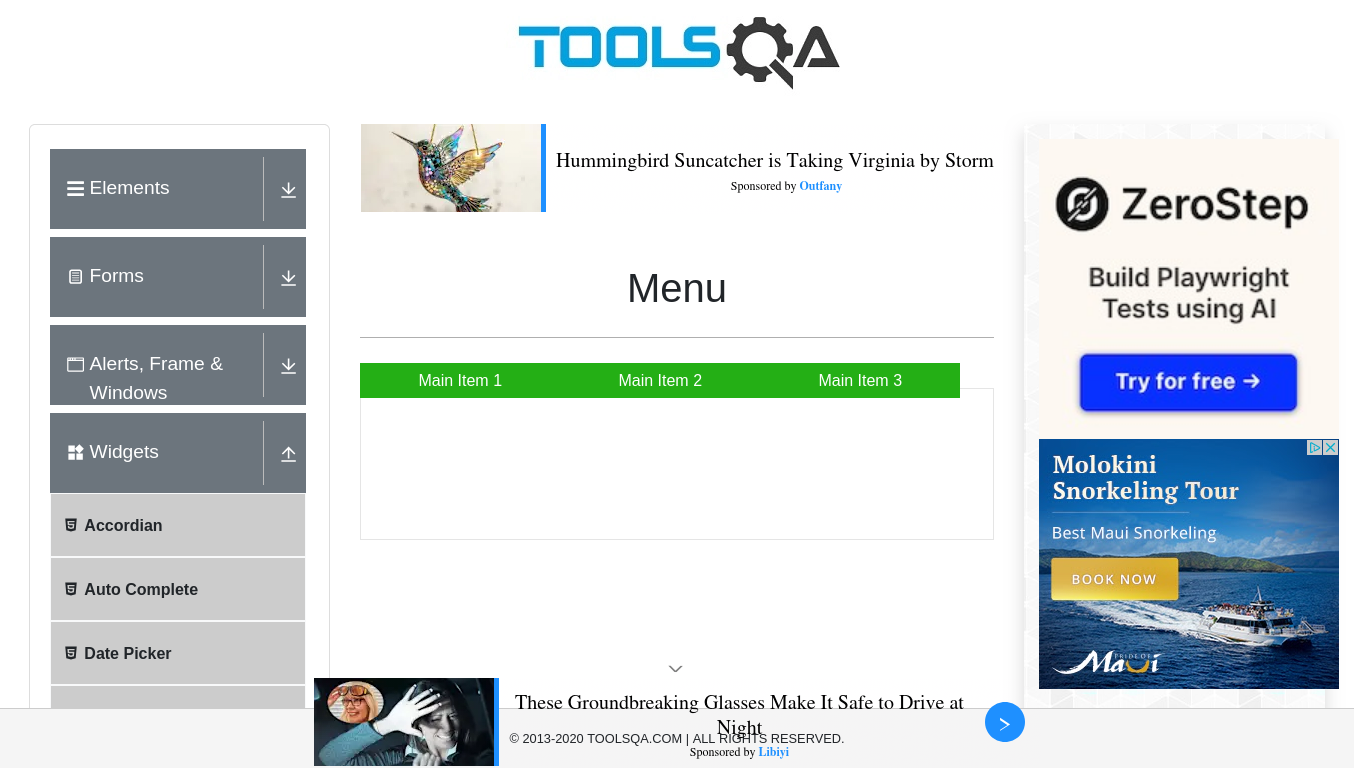 TOOLSQA
Elements
Forms
Alerts, Frame &
Windows
Widgets
Accordian
Auto Complete
Date Picker
Hummingbird Suncatcher is Taking Virginia by Storm
Sponsored by Outfany
Menu
Main Item 1
Main Item 2
Main Item 3
ZeroStep
Build Playwright
Tests using AI
Try for free →
Molokini
Snorkeling Tour
Best Maui Snorkeling
BOOK NOW
PRIDE OF
Maui
These Groundbreaking Glasses Make It Safe to Drive at
Night
© 2013-2020 TOOLSQA.COM | ALL RIGHTS RESERVED.
Sponsored by Libiyi